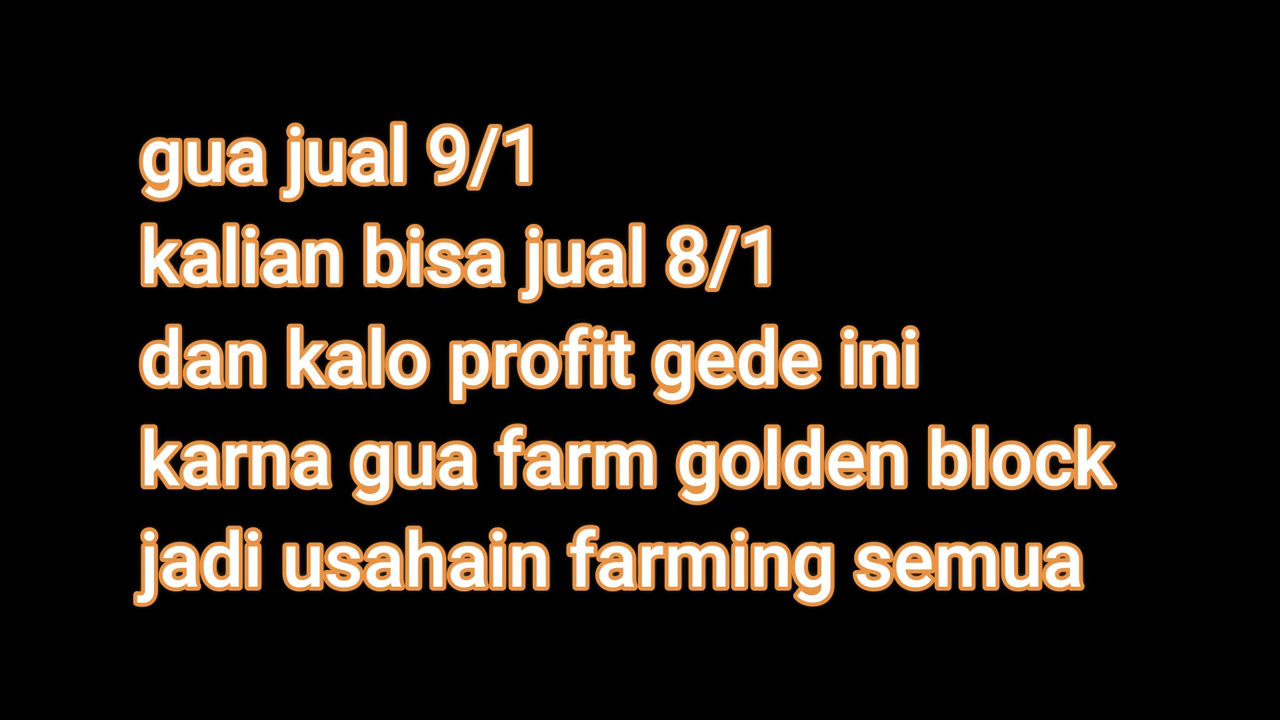 gua jual 9/1
kalian bisa jual 8/1
dan kalo profit gede ini
karna gua farm golden block
jadi usahain farming semua